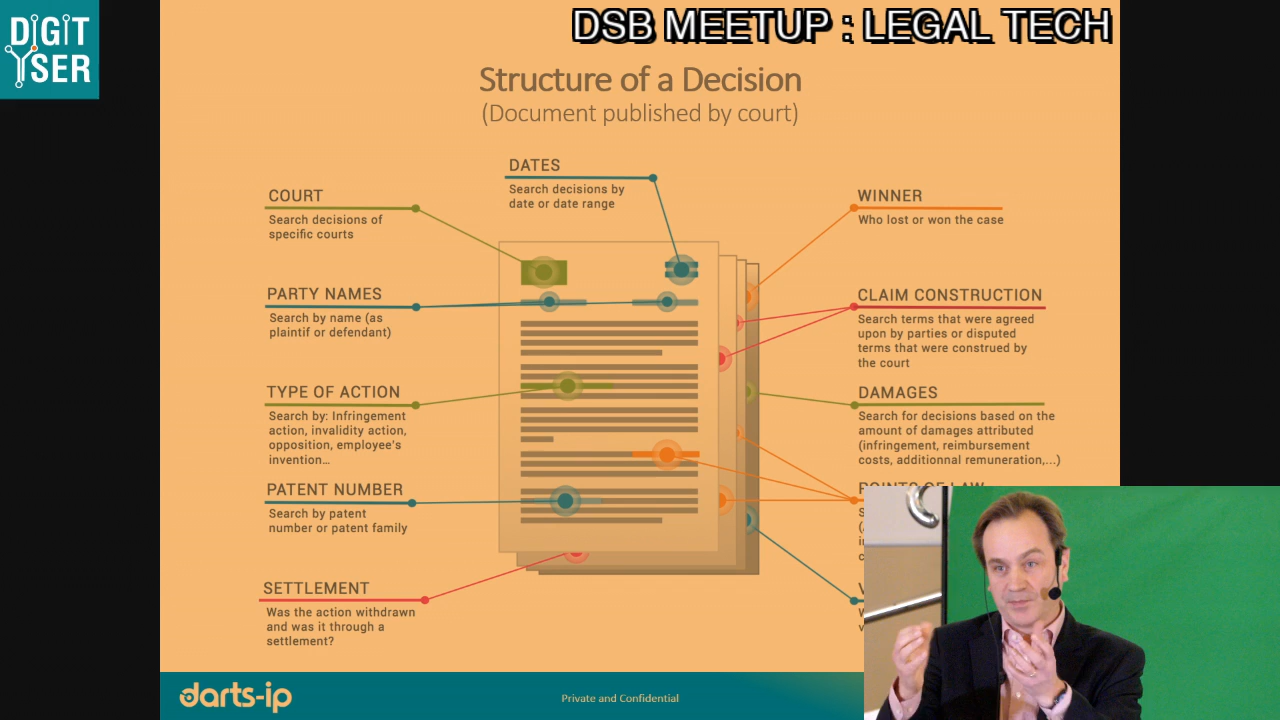 DIGIT
YSER
DSB MEETUP : LEGAL TECH
Structure of a Decision
(Document published by court)
DATES
Search decisions by
date or date range
COURT
Search decisions of
specific courts
PARTY NAMES
Search by name (as
plaintif or defendant)
TYPE OF ACTION
Search by: Infringement
action, invalidity action,
opposition, employee's
invention...
PATENT NUMBER
Search by patent
number or patent family
SETTLEMENT
Was the action withdrawn
and was it through a
settlement?
WINNER
Who lost or won the case
CLAIM CONSTRUCTION
Search terms that were agreed
upon by parties or disputed
terms that were construed by
the court
DAMAGES
Search for decisions based on the
amount of damages attributed
(infringement, reimbursement
costs, additionnal remuneration,...)
POINTS OF LAW
darts-ip
Private and Confidential